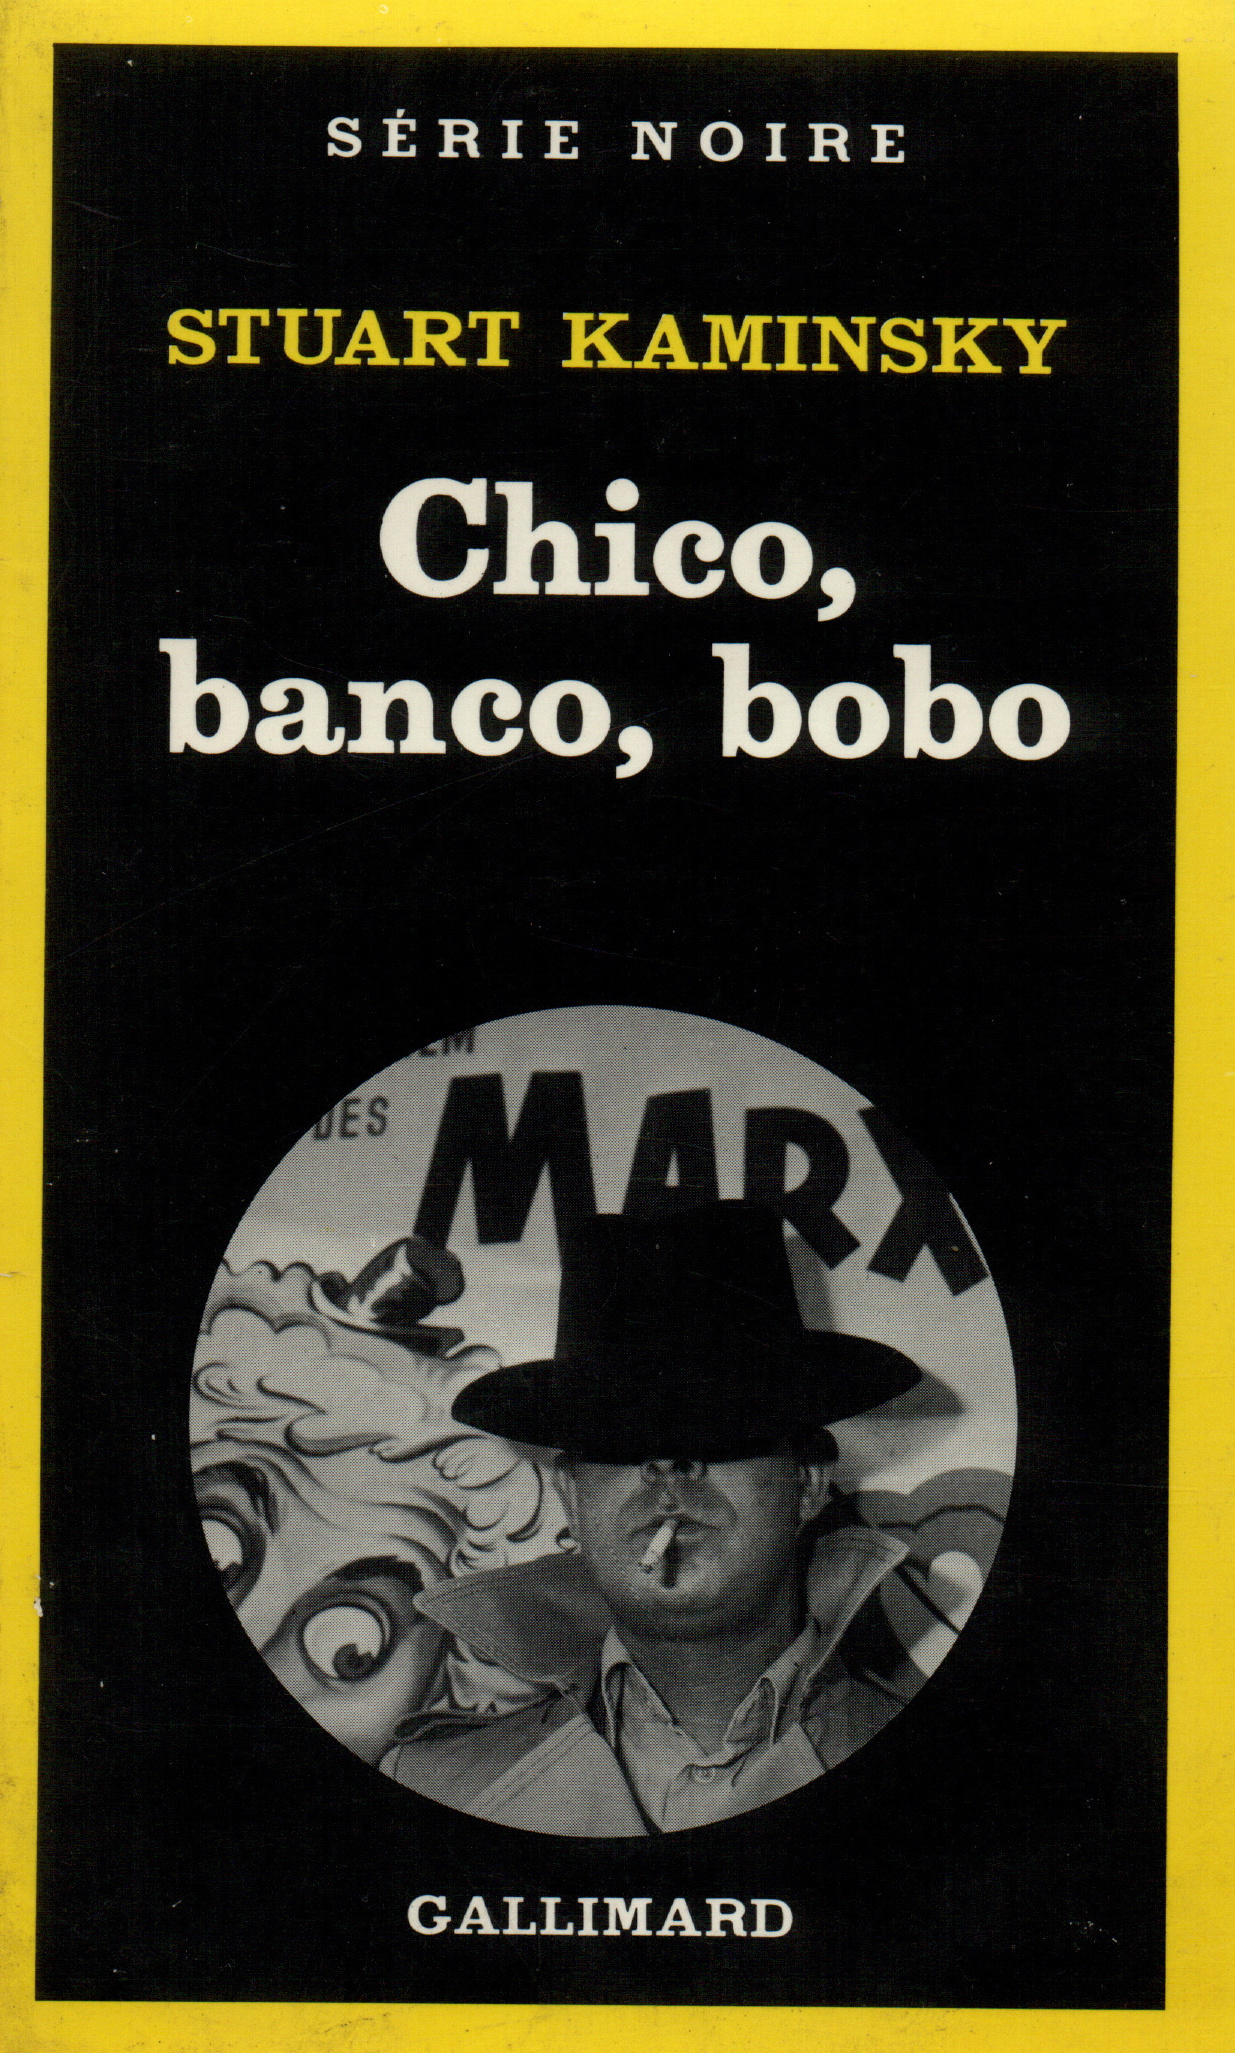 SÉRIE NOIRE
STUART KAMINSKY
Chico,
banco, bobo
DES
MARX
GALLIMARD